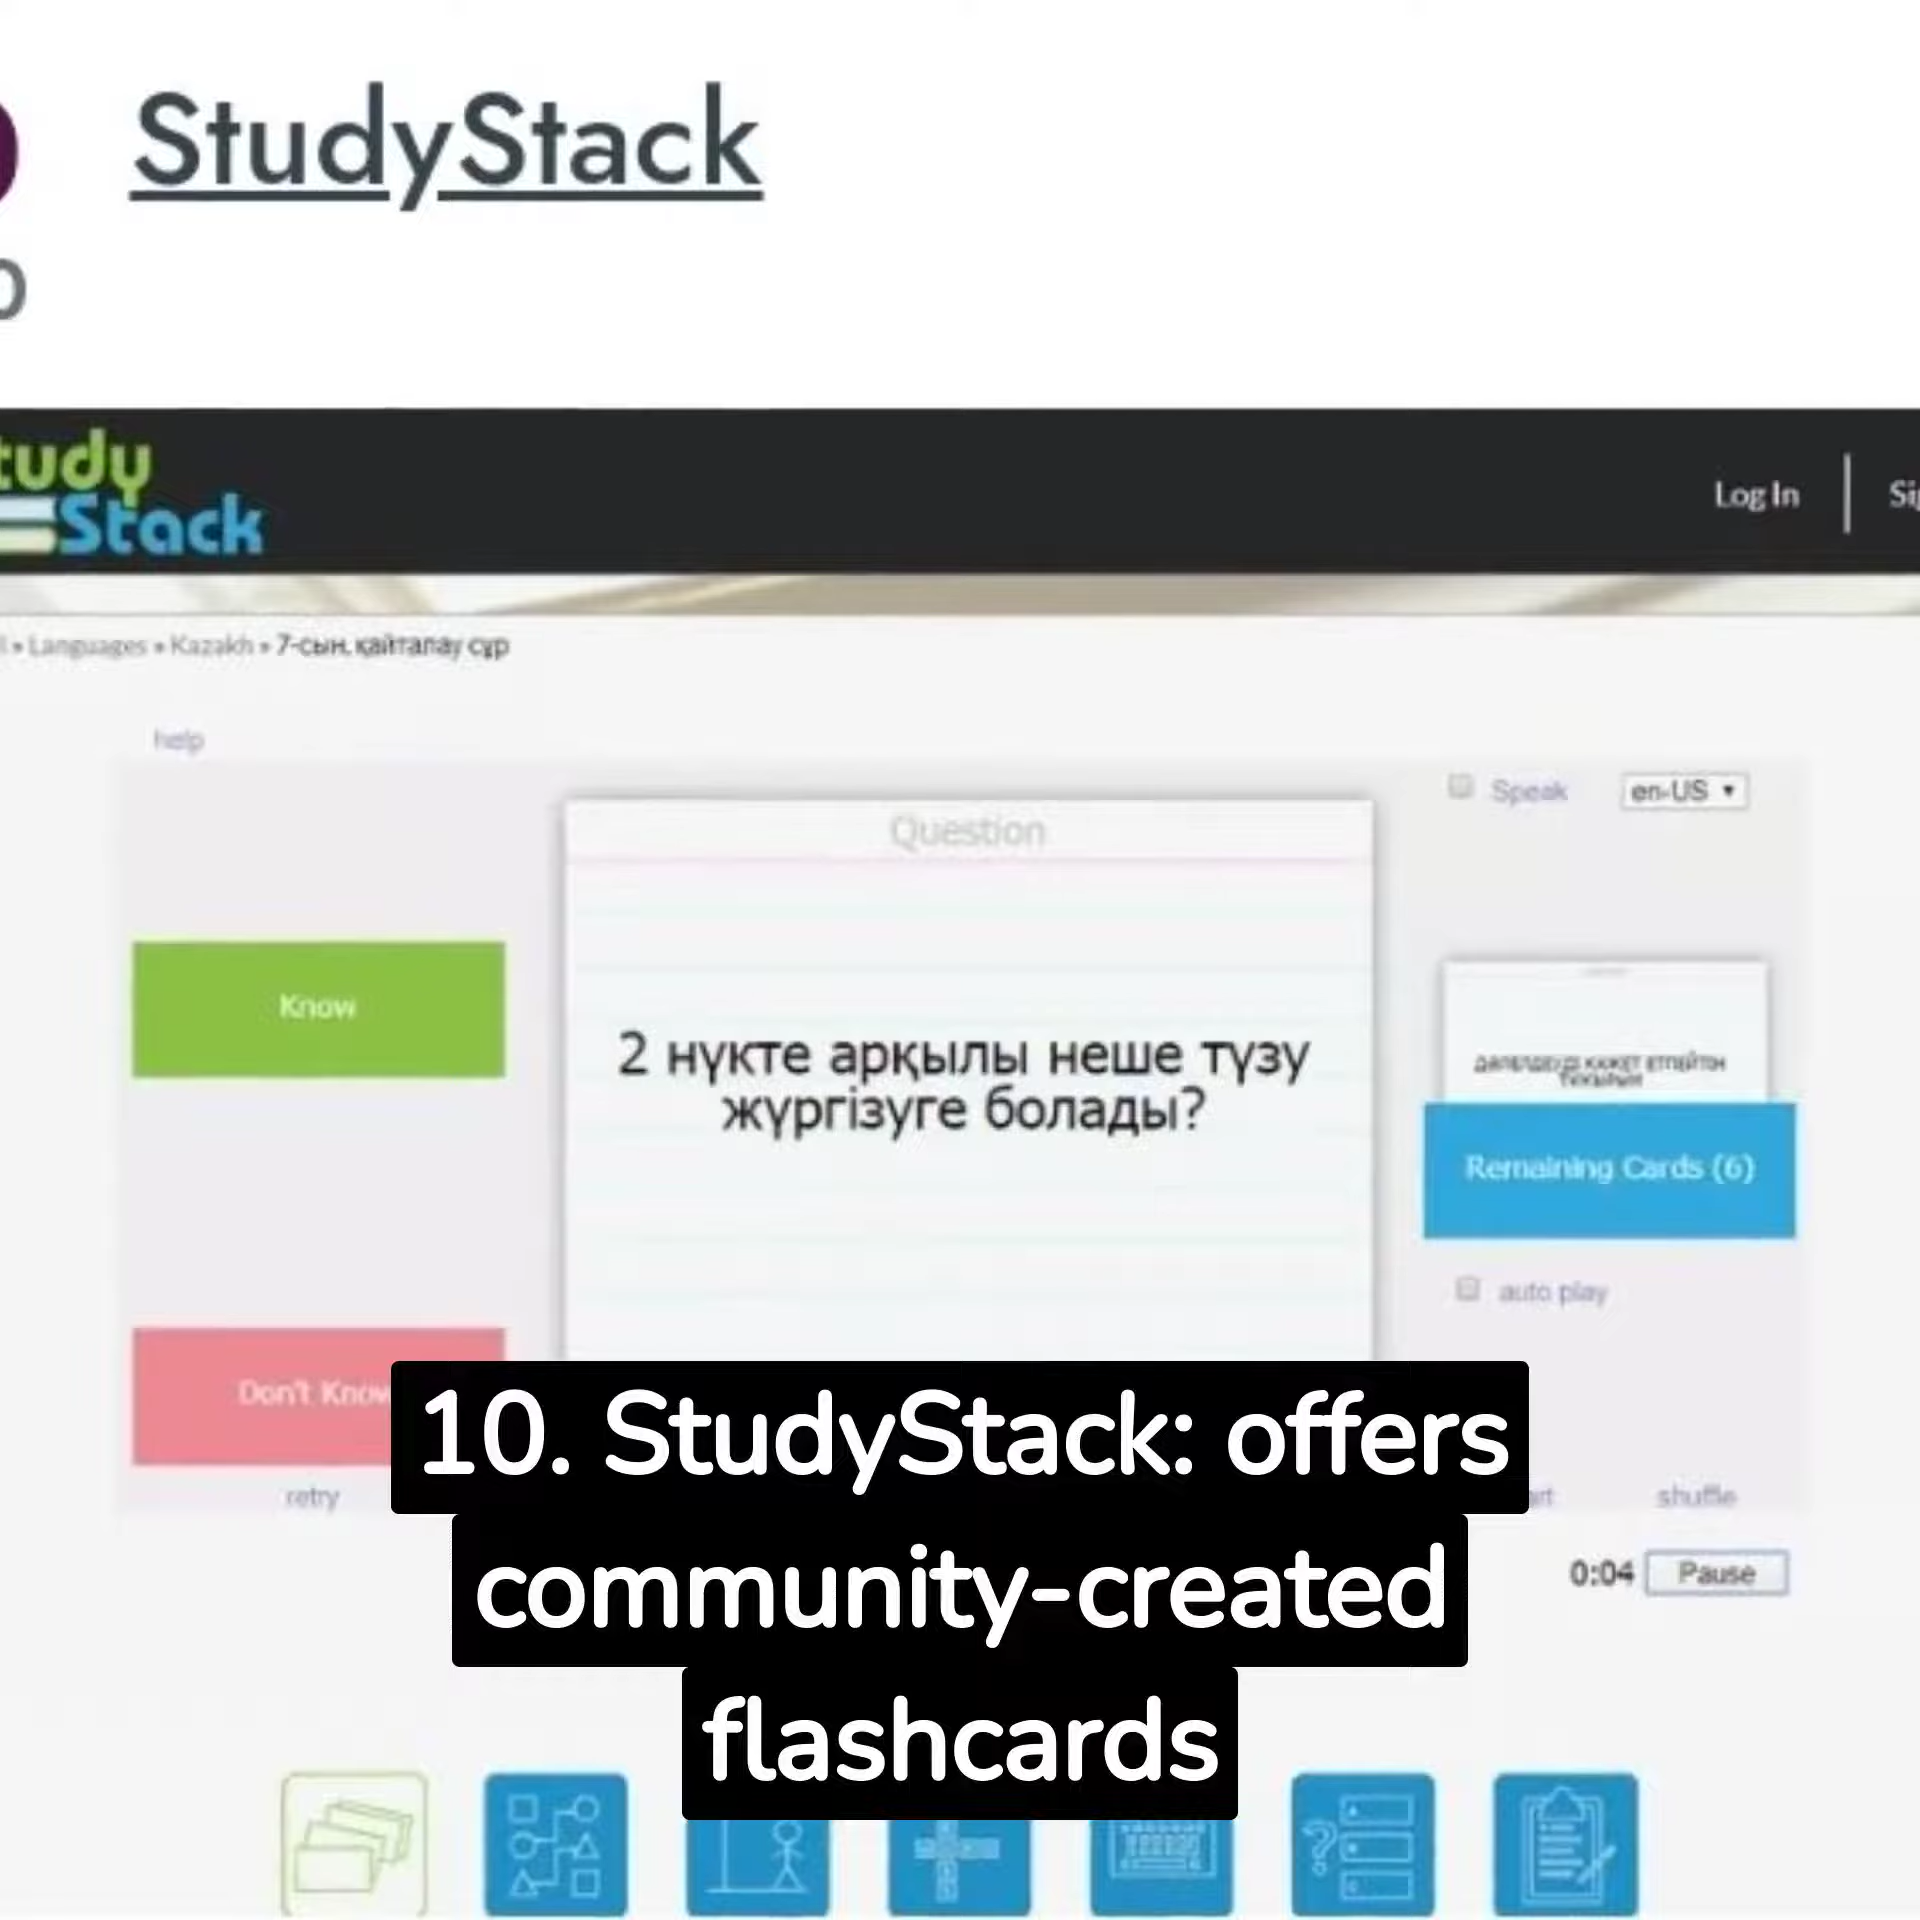 StudyStack
tudy
Stack
Log In
Languages » Kazakh » 7-сын. қайталау сұр
help
Speak
en-US
Question
Know
2 нүкте арқылы неше түзу
жүргізуге болады?
Remaining Cards (6)
auto play
Don't Know
10. StudyStack: offers
retry
shuffle
community-created
0:04
Pause
flashcards